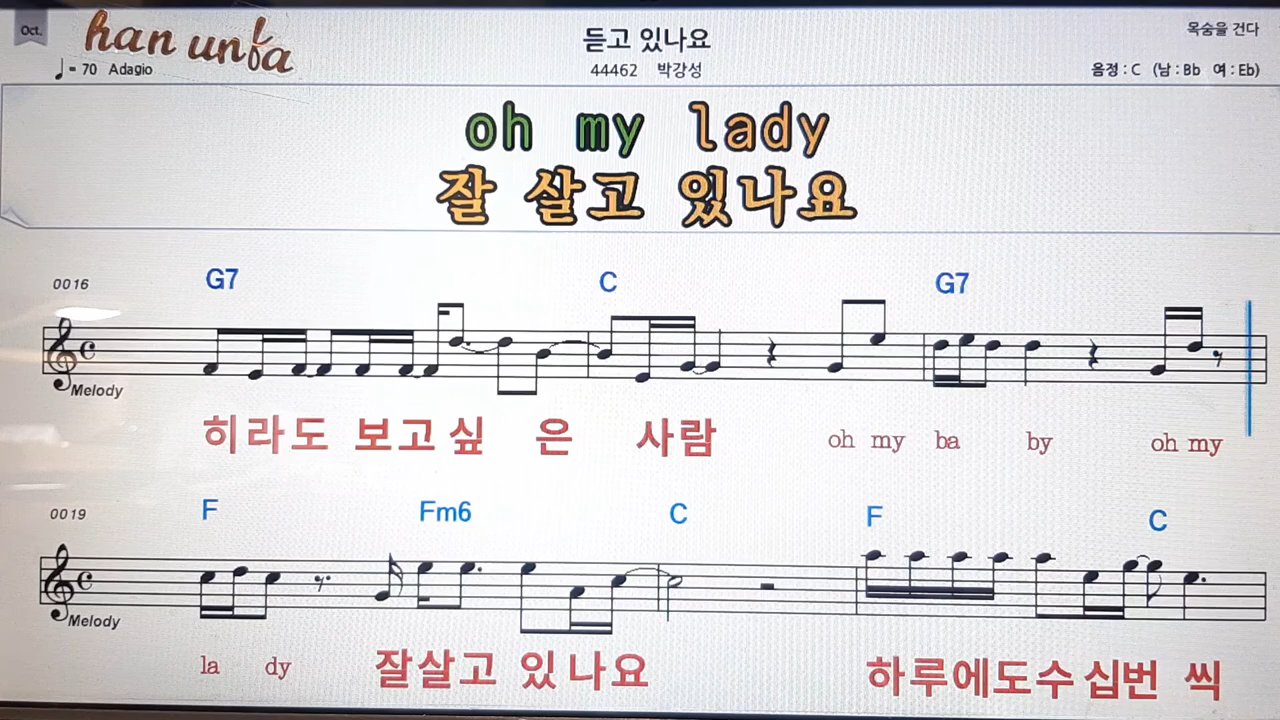 Oct.
han un fa
듣고 있나요
목숨을 건다
♩= 70 Adagio
44462 박강성
음정 : C (남 : Bb 여 : Eb)
oh my lady
잘 살고 있나요
0016
G7 C G7
Melody
히라도 보고싶 은 사람 oh my ba by oh my
0019
F Fm6 C F C
Melody
la dy 잘살고 있나요 하루에도수십번 씩